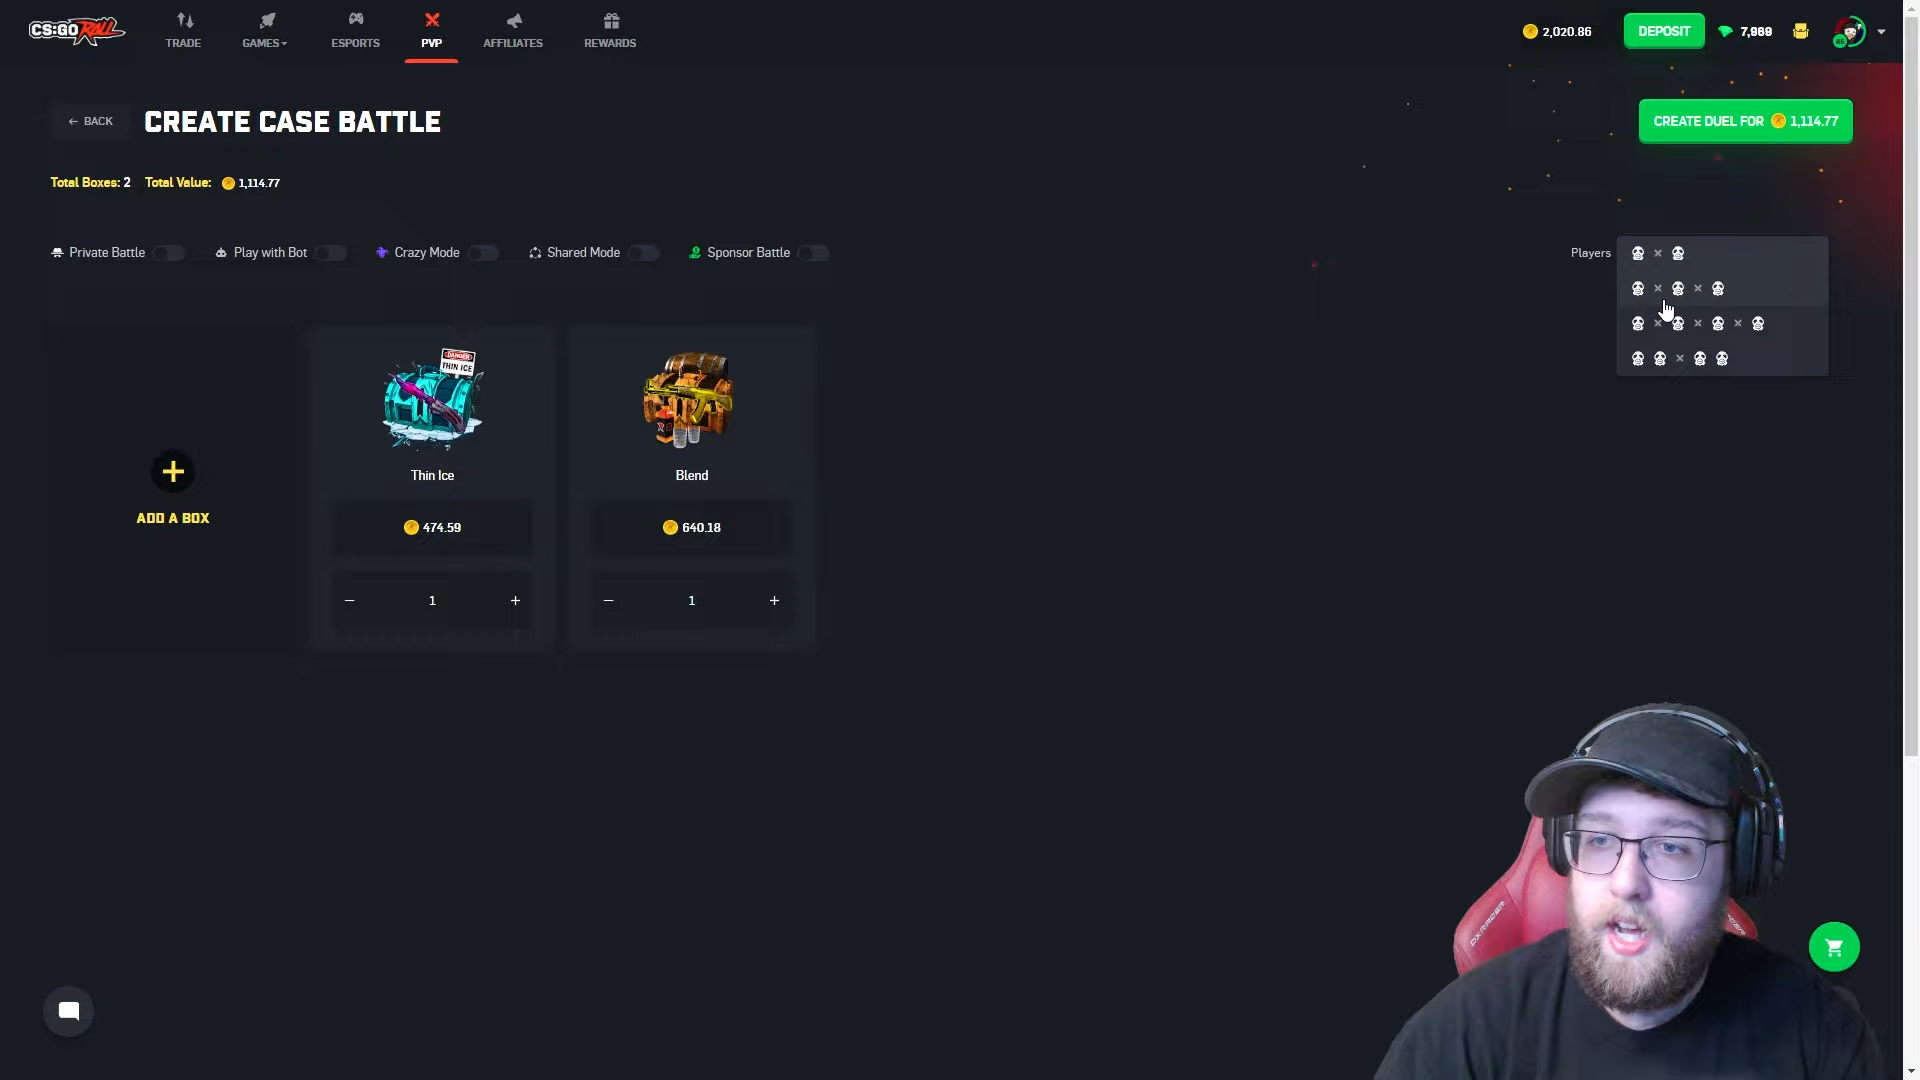 CS:GO ROLL
TRADE
GAMES
ESPORTS
PVP
AFFILIATES
REWARDS
2,020.86
DEPOSIT
7,969
85
← BACK
CREATE CASE BATTLE
CREATE DUEL FOR 1,114.77
Total Boxes: 2 Total Value: 1,114.77
Private Battle
Play with Bot
Crazy Mode
Shared Mode
Sponsor Battle
Players
DANGER
THIN ICE
Thin Ice
Blend
+
ADD A BOX
474.59
640.18
− 1 +
− 1 +
DXRACER